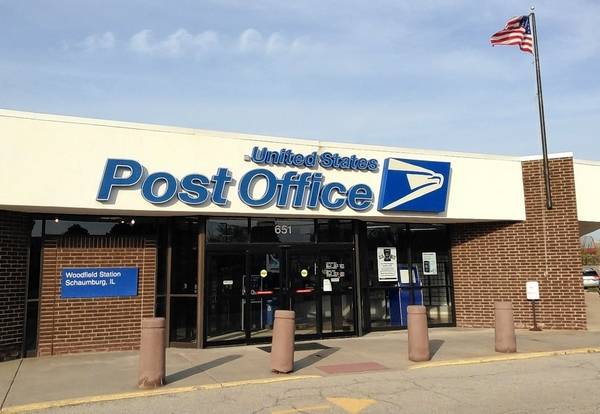 United States
Post Office
651
Woodfield Station
Schaumburg, IL